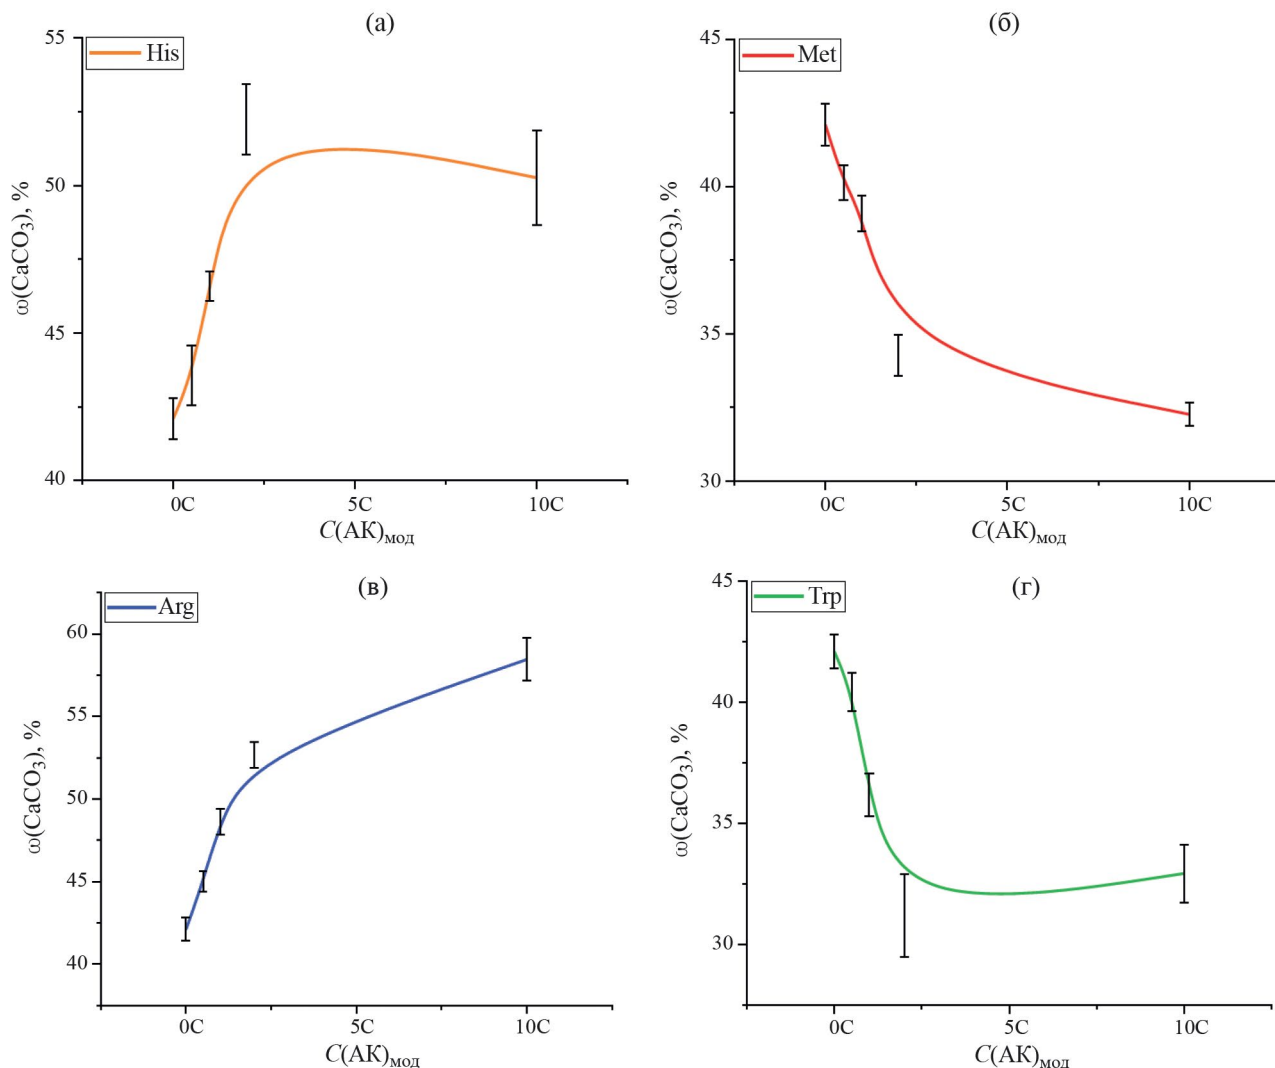 (а)
His
ω(CaCO3), %
55
50
45
40
0C
5C
10C
C(АК)мод
(б)
Met
ω(CaCO3), %
45
40
35
30
0C
5C
10C
C(АК)мод
(в)
Arg
ω(CaCO3), %
60
55
50
45
40
0C
5C
10C
C(АК)мод
(г)
Trp
ω(CaCO3), %
45
40
35
30
0C
5C
10C
C(АК)мод